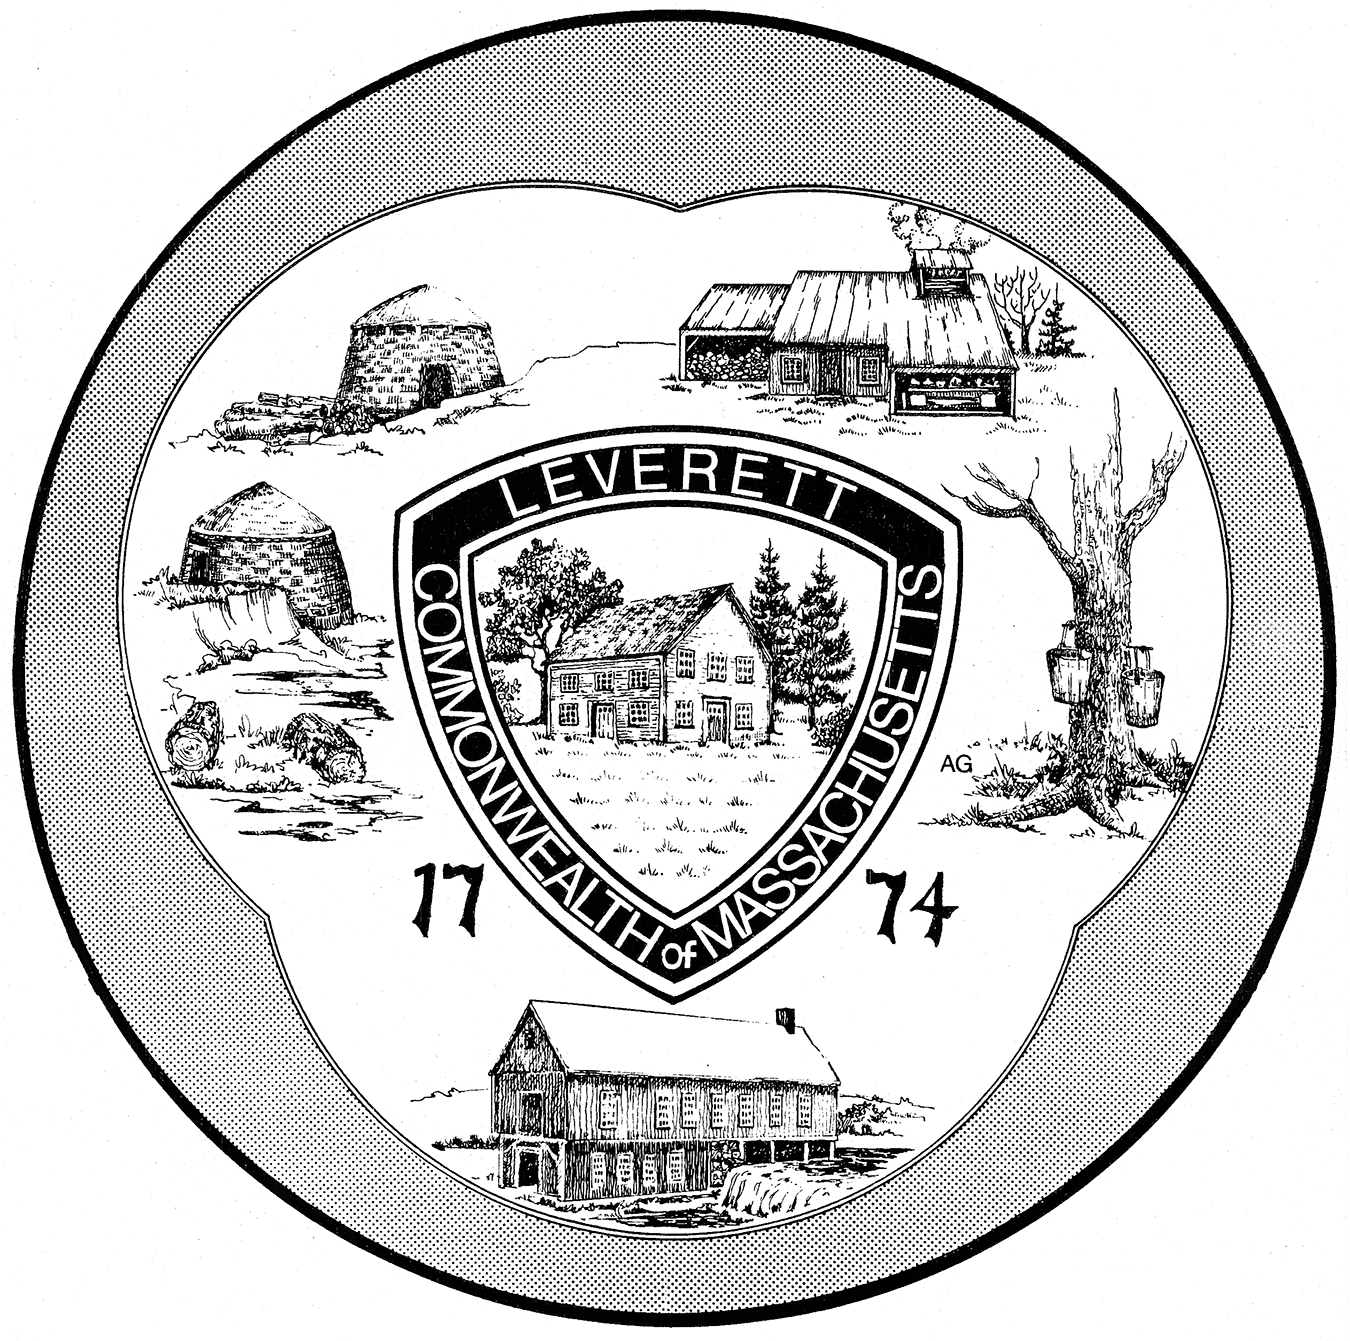 LEVERETT
COMMONWEALTH of MASSACHUSETTS
AG
17 74